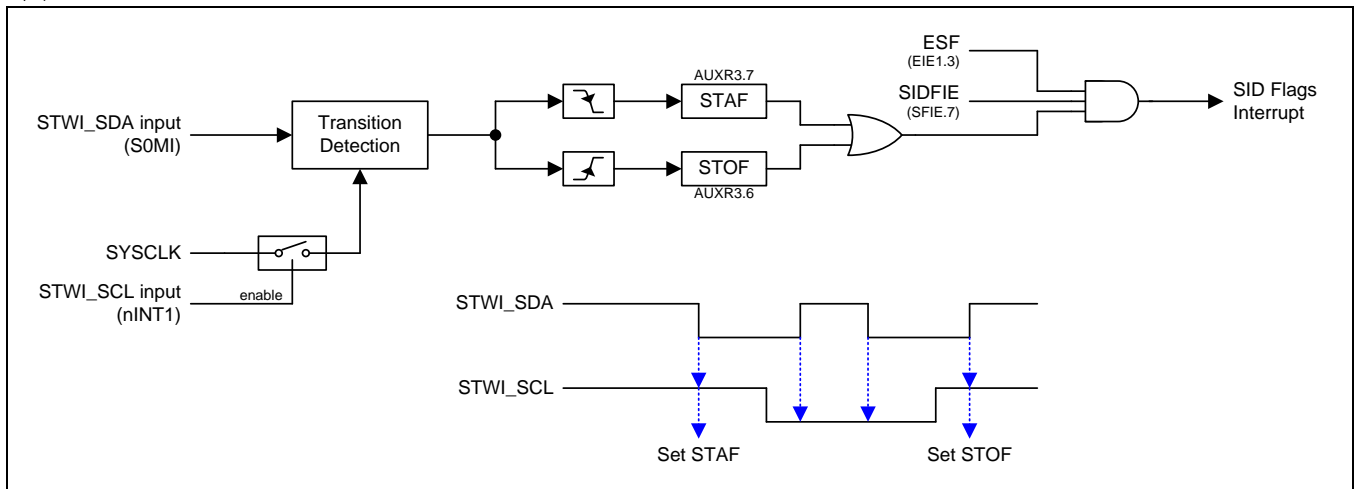 ESF
(EIE1.3)
AUXR3.7
SIDFIE
(SFIE.7)
SID Flags
Interrupt
STWI_SDA input
(S0MI)
Transition
Detection
STAF
STOF
AUXR3.6
SYSCLK
STWI_SCL input
(nINT1)
enable
STWI_SDA
STWI_SCL
Set STAF
Set STOF